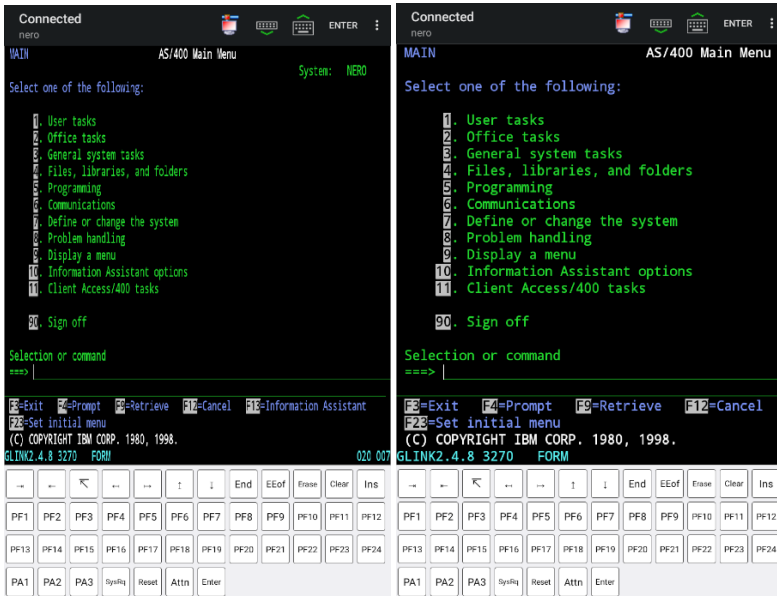 Connected
nero
ENTER
MAIN AS/400 Main Menu
System: NERO
Select one of the following:
1. User tasks
2. Office tasks
3. General system tasks
4. Files, libraries, and folders
5. Programming
6. Communications
7. Define or change the system
8. Problem handling
9. Display a menu
10. Information Assistant options
11. Client Access/400 tasks
90. Sign off
Selection or command
===>
F3=Exit F4=Prompt F9=Retrieve F12=Cancel F13=Information Assistant
F23=Set initial menu
(C) COPYRIGHT IBM CORP. 1980, 1998.
GLINK2.4.8 3270 FORM 020 007
End EEof Erase Clear Ins
PF1 PF2 PF3 PF4 PF5 PF6 PF7 PF8 PF9 PF10 PF11 PF12
PF13 PF14 PF15 PF16 PF17 PF18 PF19 PF20 PF21 PF22 PF23 PF24
PA1 PA2 PA3 SysRq Reset Attn Enter
Connected
nero
ENTER
MAIN AS/400 Main Menu
Select one of the following:
1. User tasks
2. Office tasks
3. General system tasks
4. Files, libraries, and folders
5. Programming
6. Communications
7. Define or change the system
8. Problem handling
9. Display a menu
10. Information Assistant options
11. Client Access/400 tasks
90. Sign off
Selection or command
===>
F3=Exit F4=Prompt F9=Retrieve F12=Cancel
F23=Set initial menu
(C) COPYRIGHT IBM CORP. 1980, 1998.
GLINK2.4.8 3270 FORM
End EEof Erase Clear Ins
PF1 PF2 PF3 PF4 PF5 PF6 PF7 PF8 PF9 PF10 PF11 PF12
PF13 PF14 PF15 PF16 PF17 PF18 PF19 PF20 PF21 PF22 PF23 PF24
PA1 PA2 PA3 SysRq Reset Attn Enter